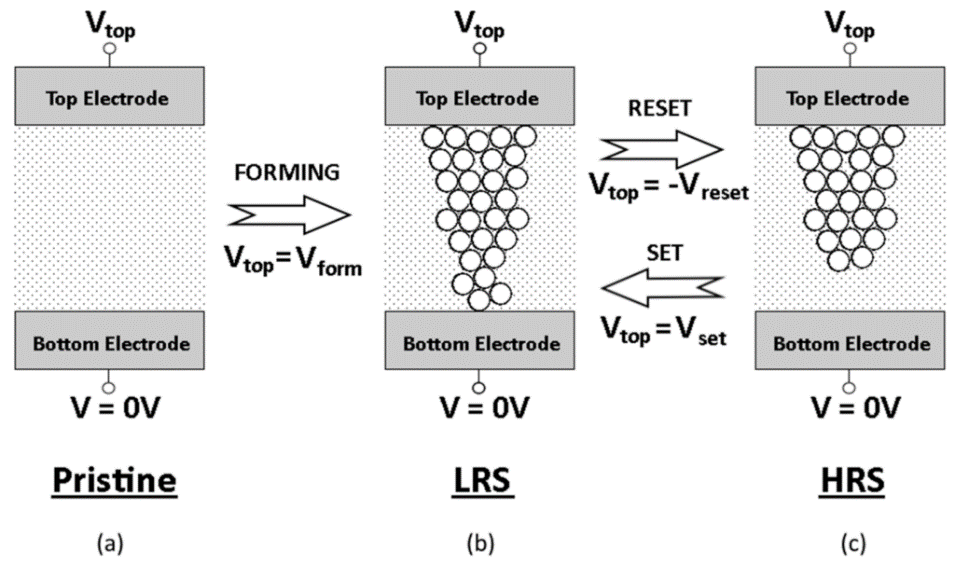 Vtop
Top Electrode
Bottom Electrode
V = 0V
Pristine
(a)
FORMING
Vtop = Vform
Vtop
Top Electrode
Bottom Electrode
V = 0V
LRS
(b)
RESET
Vtop = -Vreset
SET
Vtop = Vset
Vtop
Top Electrode
Bottom Electrode
V = 0V
HRS
(c)